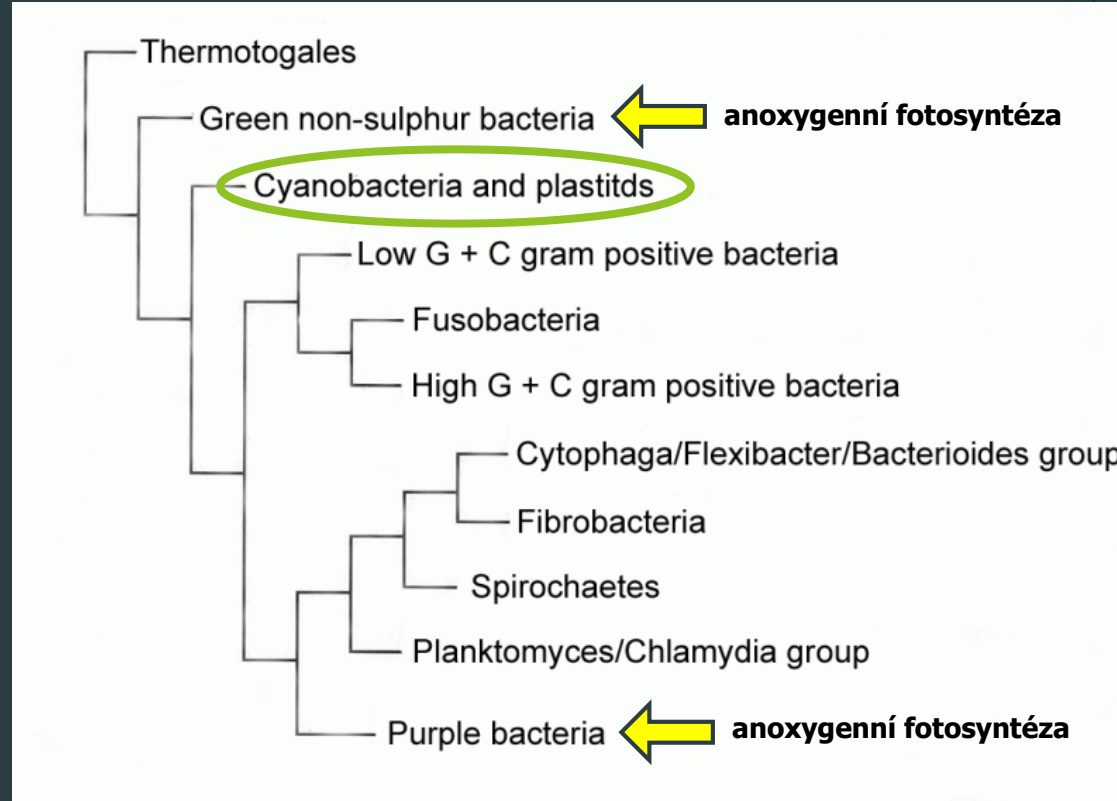 Thermotogales
Green non-sulphur bacteria
anoxygenní fotosyntéza
Cyanobacteria and plastitds
Low G + C gram positive bacteria
Fusobacteria
High G + C gram positive bacteria
Cytophaga/Flexibacter/Bacterioides group
Fibrobacteria
Spirochaetes
Planktomyces/Chlamydia group
Purple bacteria
anoxygenní fotosyntéza